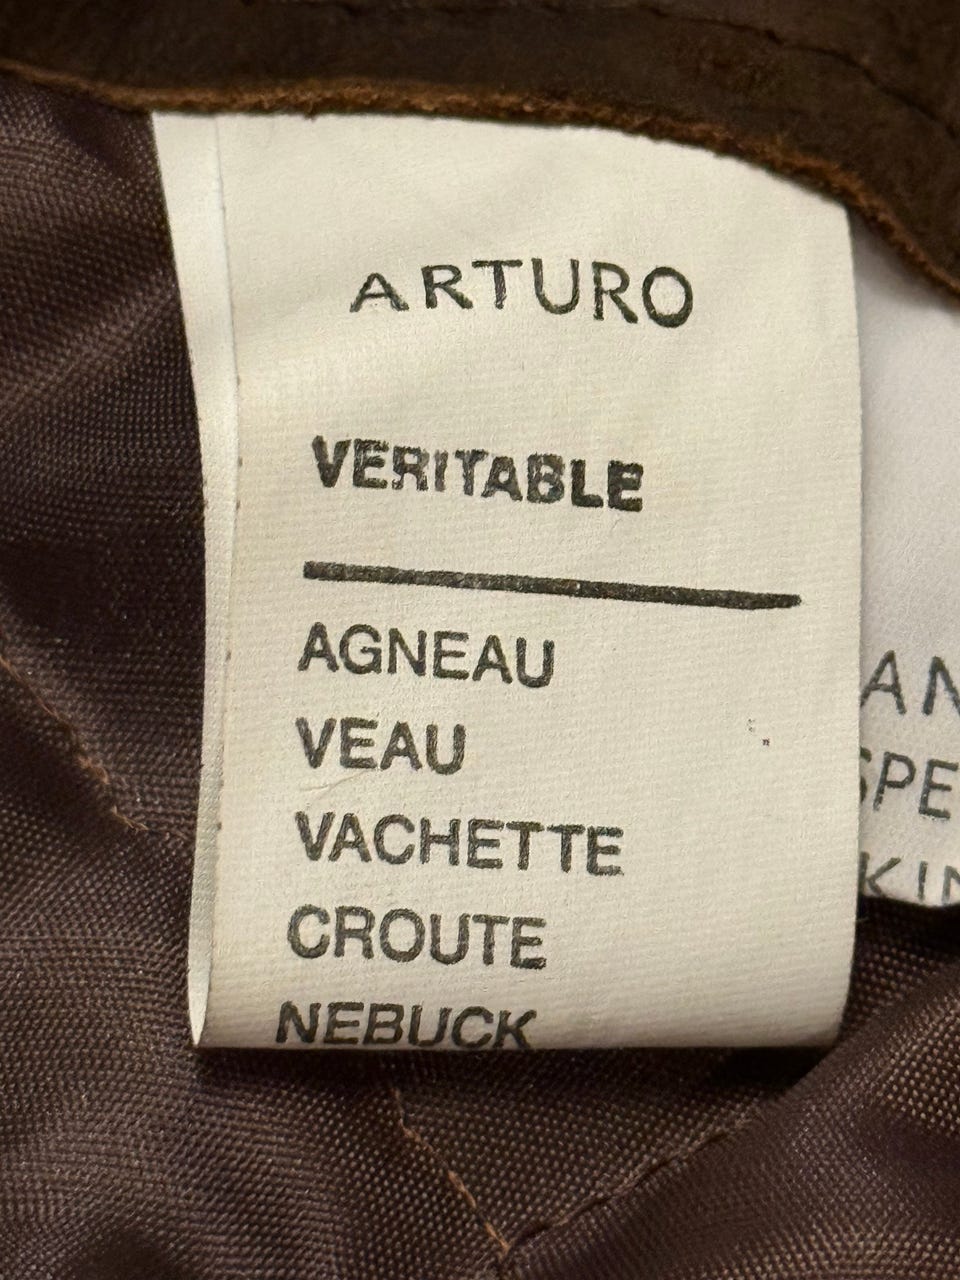 ARTURO
VERITABLE
AGNEAU
VEAU
VACHETTE
CROUTE
NEBUCK